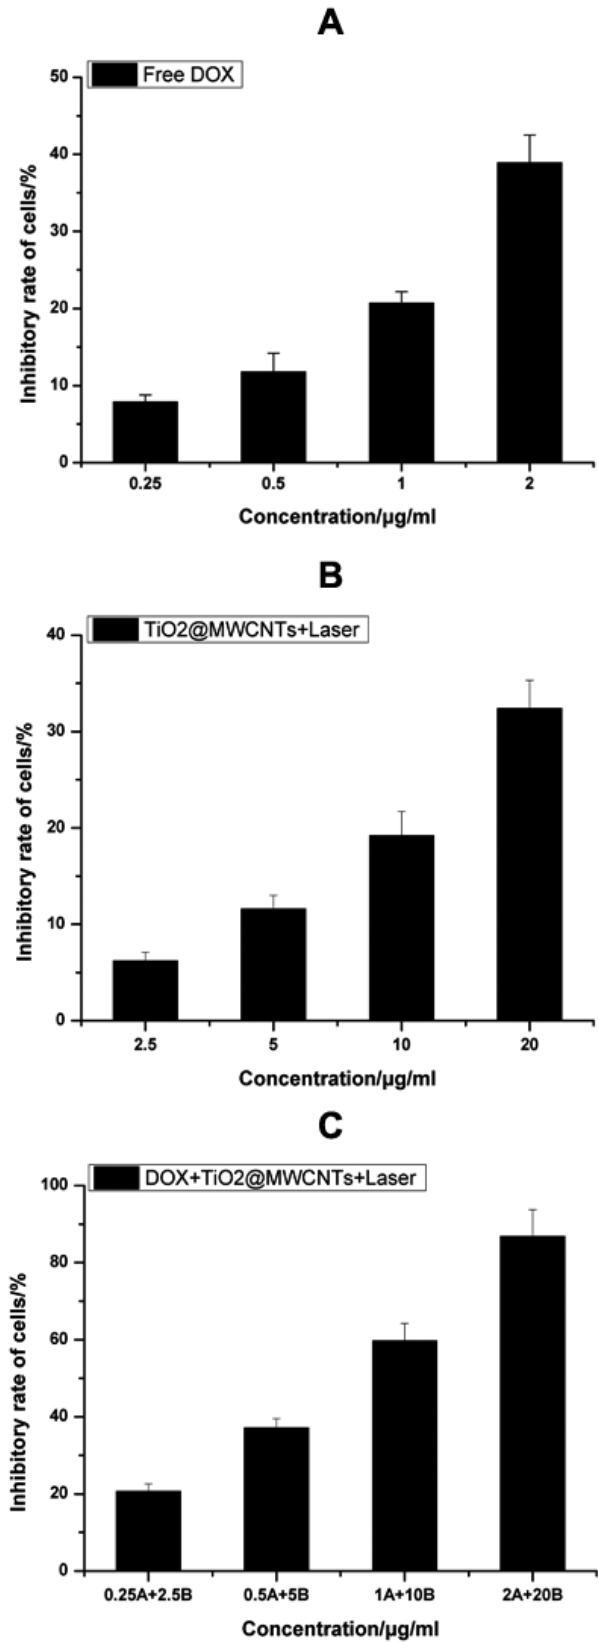 A
Free DOX
50
40
30
20
10
0
Inhibitory rate of cells/%
0.25 0.5 1 2
Concentration/μg/ml
B
TiO2@MWCNTs+Laser
40
30
20
10
0
Inhibitory rate of cells/%
2.5 5 10 20
Concentration/μg/ml
C
DOX+TiO2@MWCNTs+Laser
100
80
60
40
20
0
Inhibitory rate of cells/%
0.25A+2.5B 0.5A+5B 1A+10B 2A+20B
Concentration/μg/ml